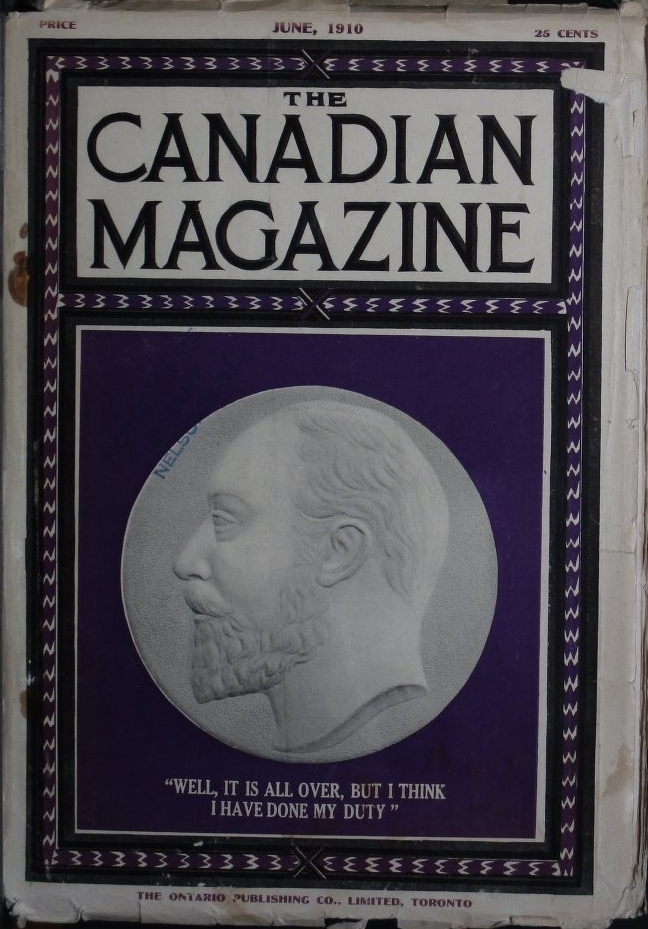 PRICE
JUNE, 1910
25 CENTS
THE
CANADIAN
MAGAZINE
"WELL, IT IS ALL OVER, BUT I THINK
I HAVE DONE MY DUTY"
THE ONTARIO PUBLISHING CO., LIMITED, TORONTO